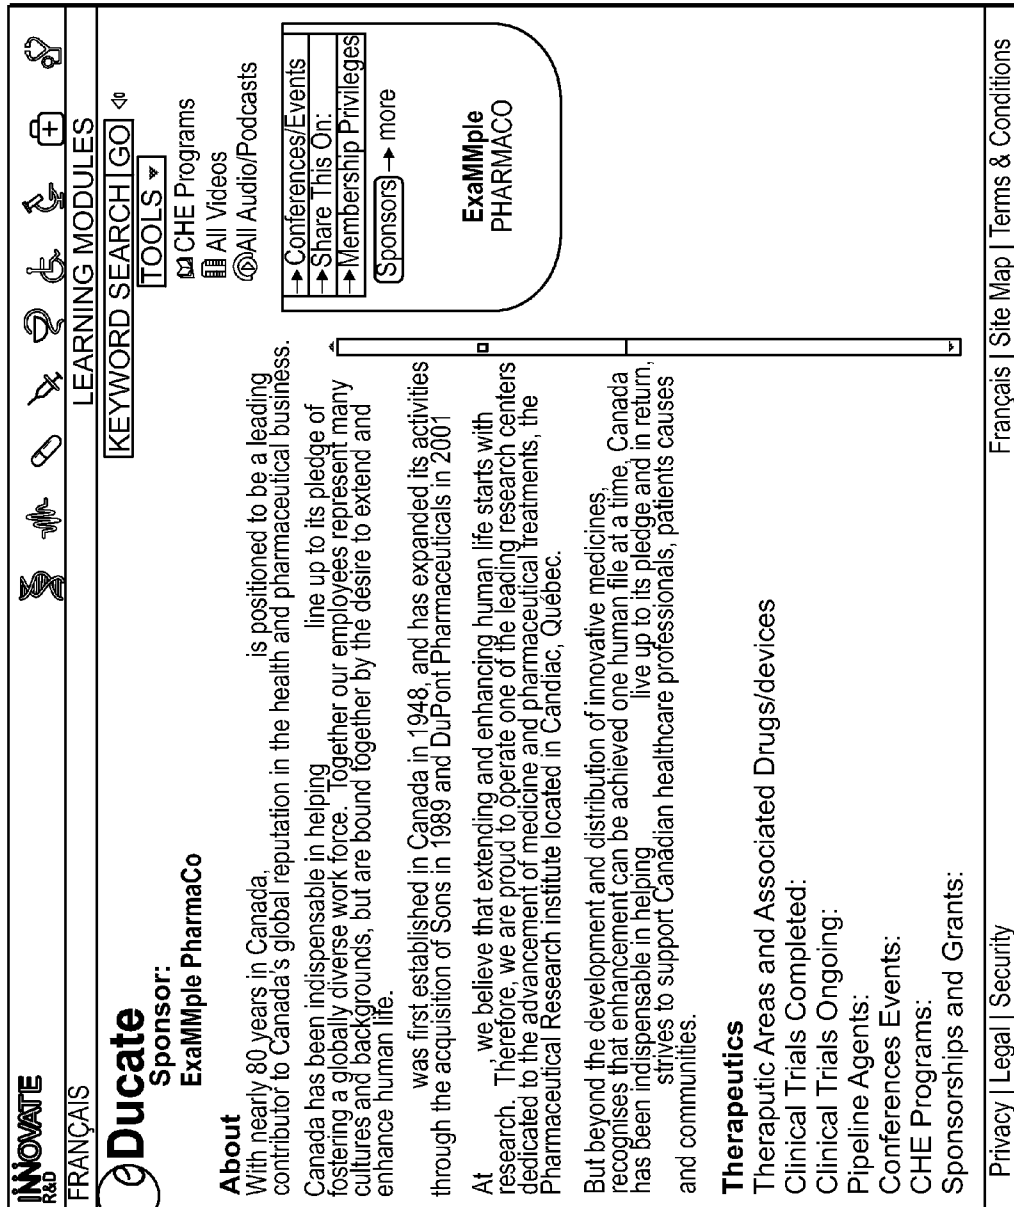 INNOVATE
R&D
FRANÇAIS
LEARNING MODULES
Ducate
KEYWORD SEARCH GO
TOOLS
CHE Programs
All Videos
All Audio/Podcasts
Sponsor:
ExaMMple PharmaCo
About
With nearly 80 years in Canada, is positioned to be a leading
contributor to Canada's global reputation in the health and pharmaceutical business.
Canada has been indispensable in helping line up to its pledge of
fostering a globally diverse work force. Together our employees represent many
cultures and backgrounds, but are bound together by the desire to extend and
enhance human life.
was first established in Canada in 1948, and has expanded its activities
through the acquisition of Sons in 1989 and DuPont Pharmaceuticals in 2001
At , we believe that extending and enhancing human life starts with
research. Therefore, we are proud to operate one of the leading research centers
dedicated to the advancement of medicine and pharmaceutical treatments, the
Pharmaceutical Research institute located in Candiac, Québec.
But beyond the development and distribution of innovative medicines,
recognises that enhancement can be achieved one human file at a time, Canada
has been indispensable in helping live up to its pledge and in return,
strives to support Canadian healthcare professionals, patients causes
and communities.
Therapeutics
Therapeutic Areas and Associated Drugs/devices
Clinical Trials Completed:
Clinical Trials Ongoing:
Pipeline Agents:
Conferences Events:
CHE Programs:
Sponsorships and Grants:
→ Conferences/Events
→ Share This On:
→ Membership Privileges
Sponsors → more
ExaMMple
PHARMACO
Privacy | Legal | Security
Français | Site Map | Terms & Conditions